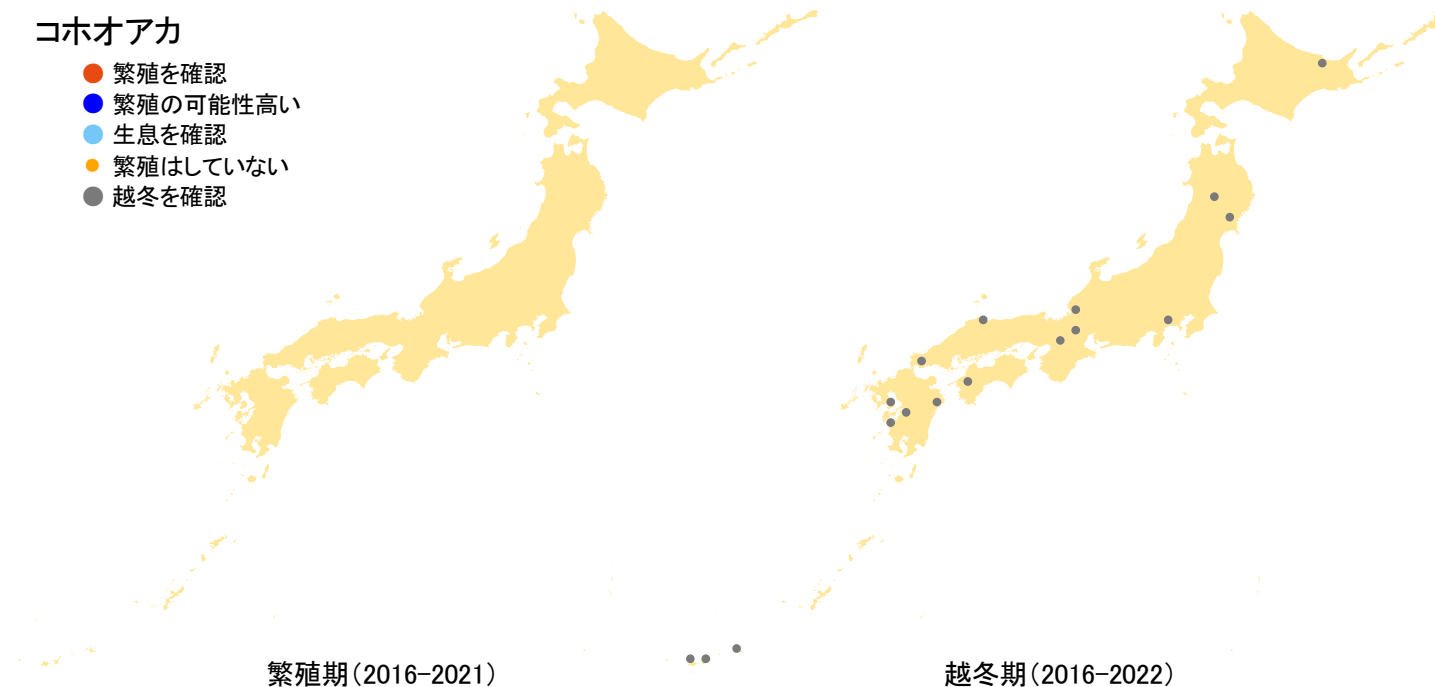 コホオアカ
繁殖を確認
繁殖の可能性高い
生息を確認
繁殖はしていない
越冬を確認
繁殖期(2016-2021)
越冬期(2016-2022)